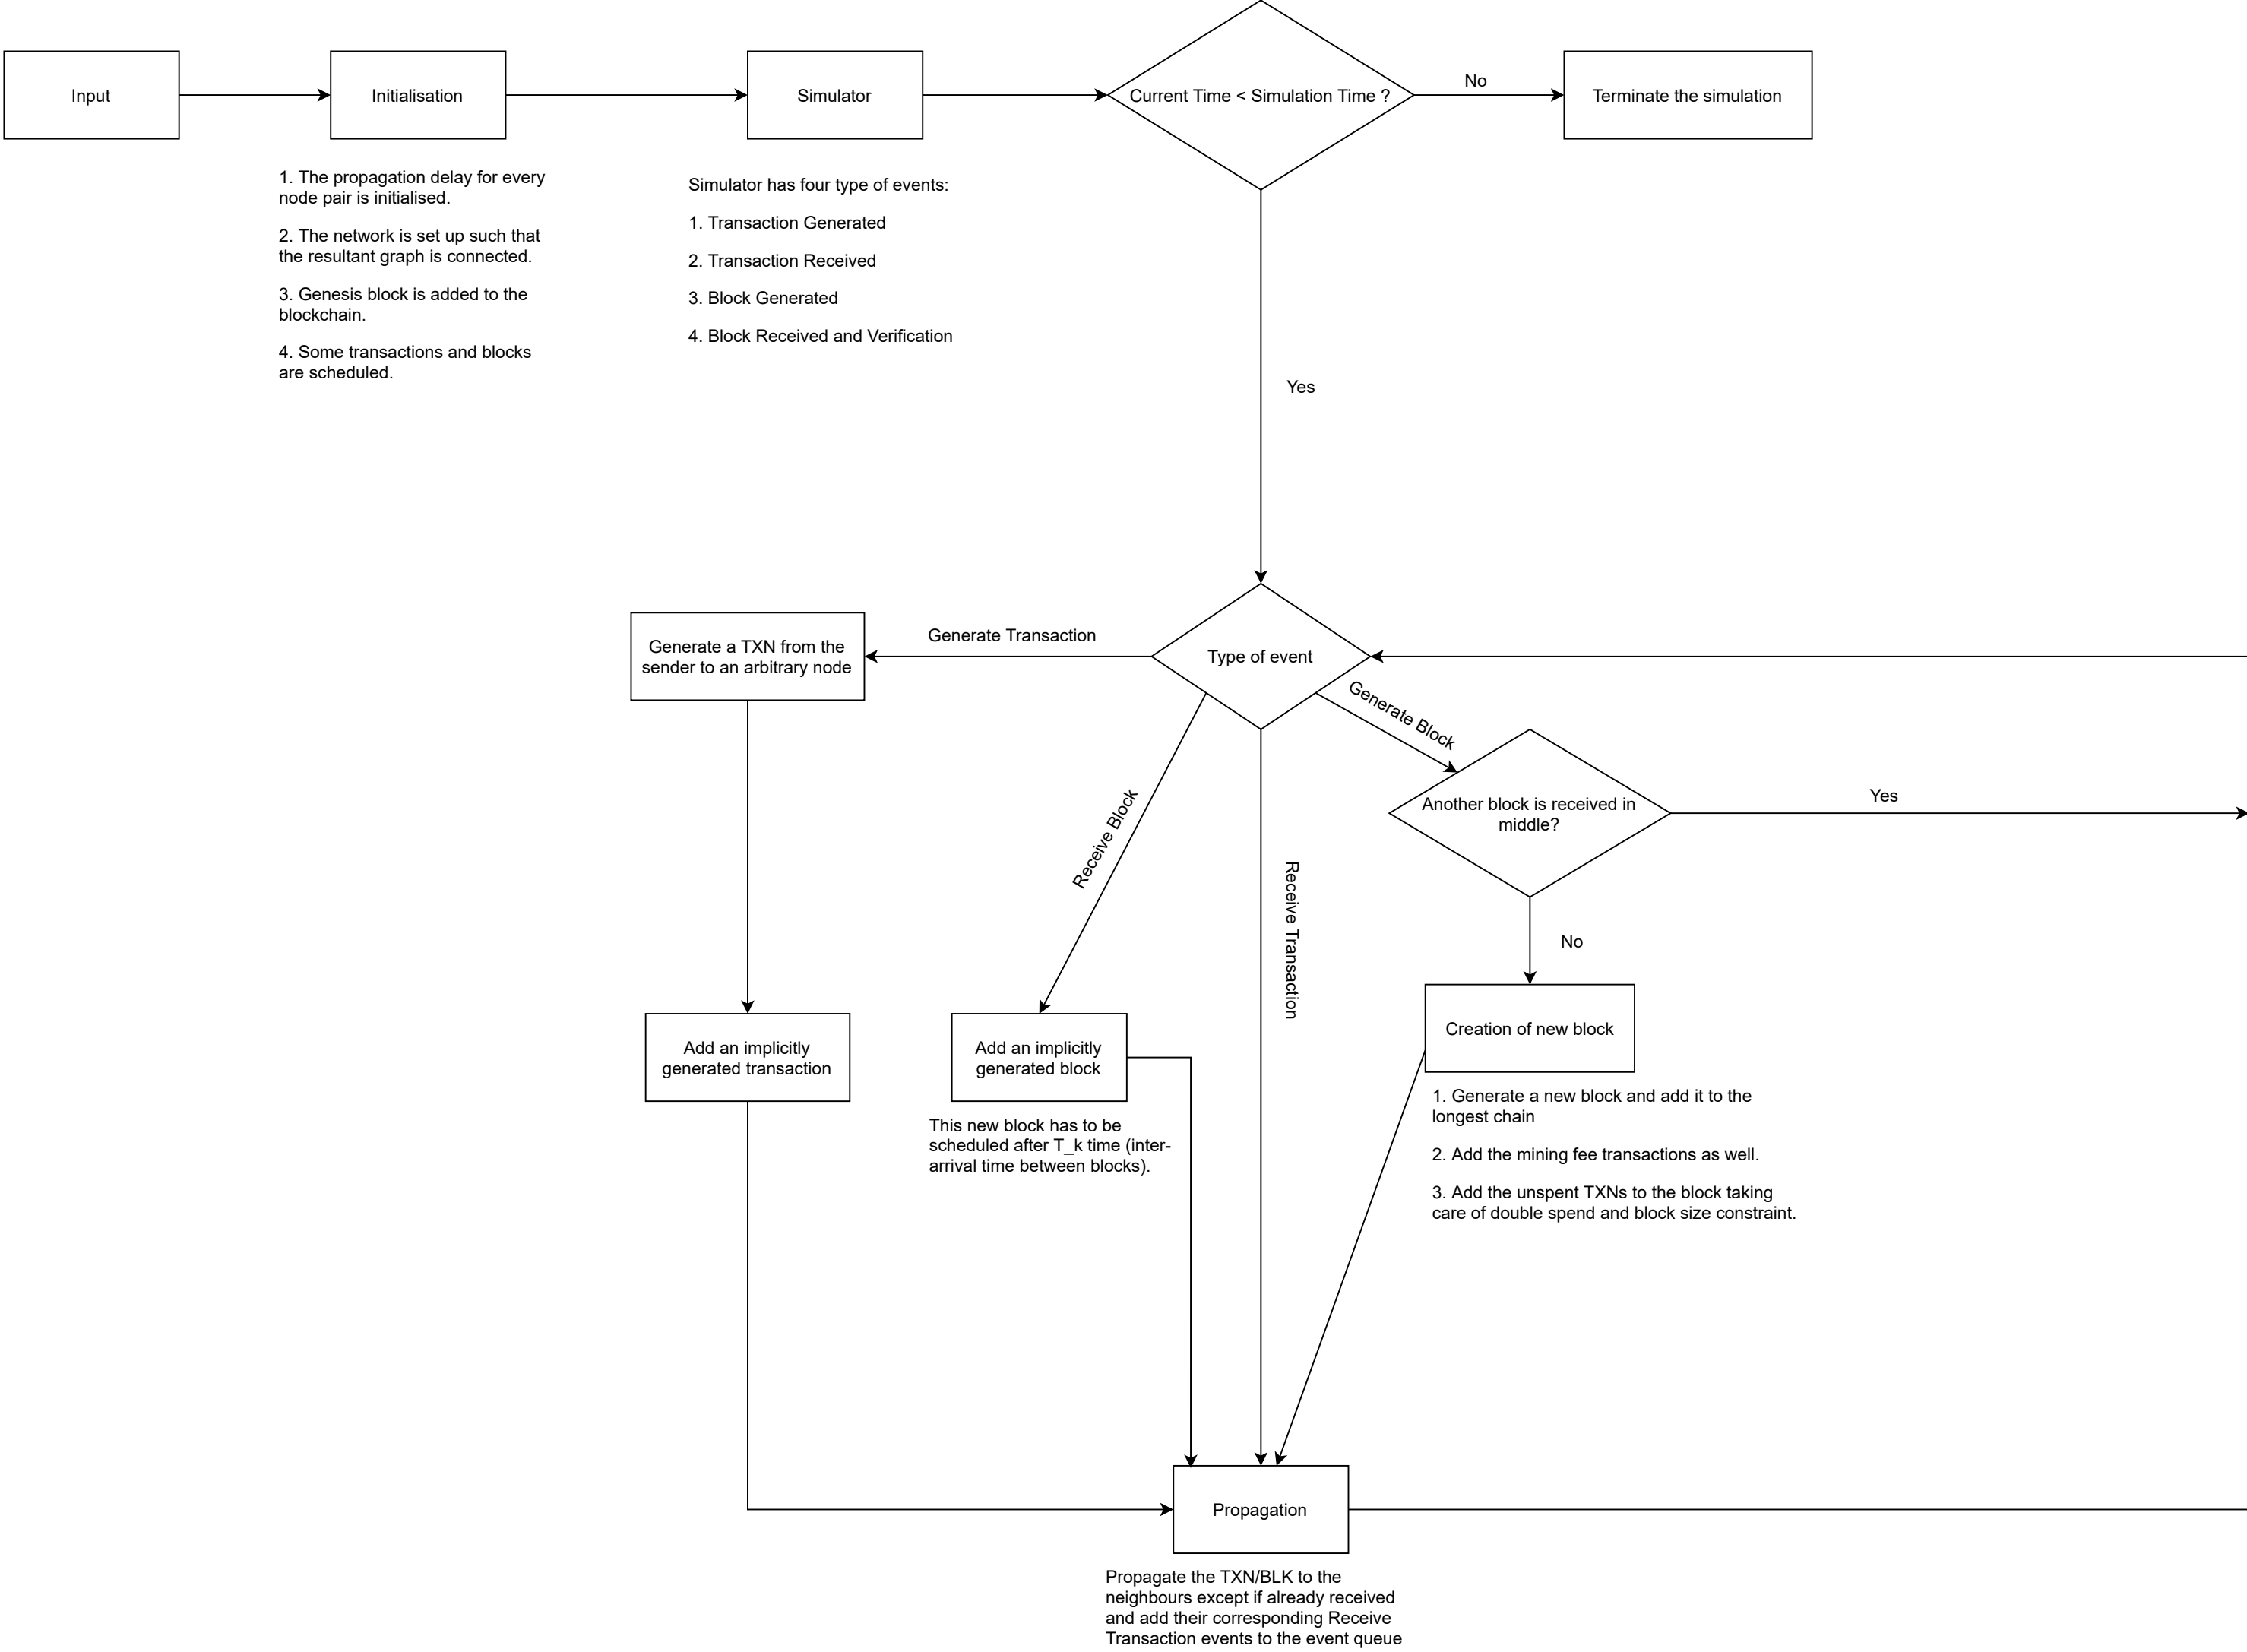 Input
Initialisation
Simulator
Current Time < Simulation Time ?
No
Terminate the simulation
1. The propagation delay for every
node pair is initialised.
2. The network is set up such that
the resultant graph is connected.
3. Genesis block is added to the
blockchain.
4. Some transactions and blocks
are scheduled.
Simulator has four type of events:
1. Transaction Generated
2. Transaction Received
3. Block Generated
4. Block Received and Verification
Yes
Generate a TXN from the
sender to an arbitrary node
Generate Transaction
Type of event
Generate Block
Another block is received in
middle?
Yes
Receive Block
Receive Transaction
No
Add an implicitly
generated transaction
Add an implicitly
generated block
This new block has to be
scheduled after T_k time (inter-
arrival time between blocks).
Creation of new block
1. Generate a new block and add it to the
longest chain
2. Add the mining fee transactions as well.
3. Add the unspent TXNs to the block taking
care of double spend and block size constraint.
Propagation
Propagate the TXN/BLK to the
neighbours except if already received
and add their corresponding Receive
Transaction events to the event queue